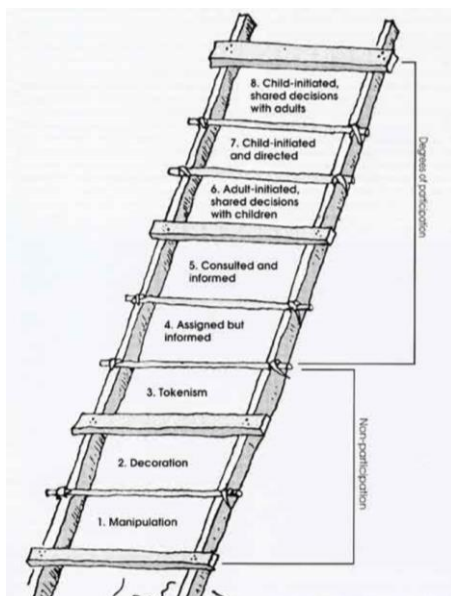 8. Child-initiated,
shared decisions
with adults
7. Child-initiated
and directed
6. Adult-initiated,
shared decisions
with children
5. Consulted and
informed
4. Assigned but
informed
3. Tokenism
2. Decoration
1. Manipulation
Degrees of participation
Non-participation